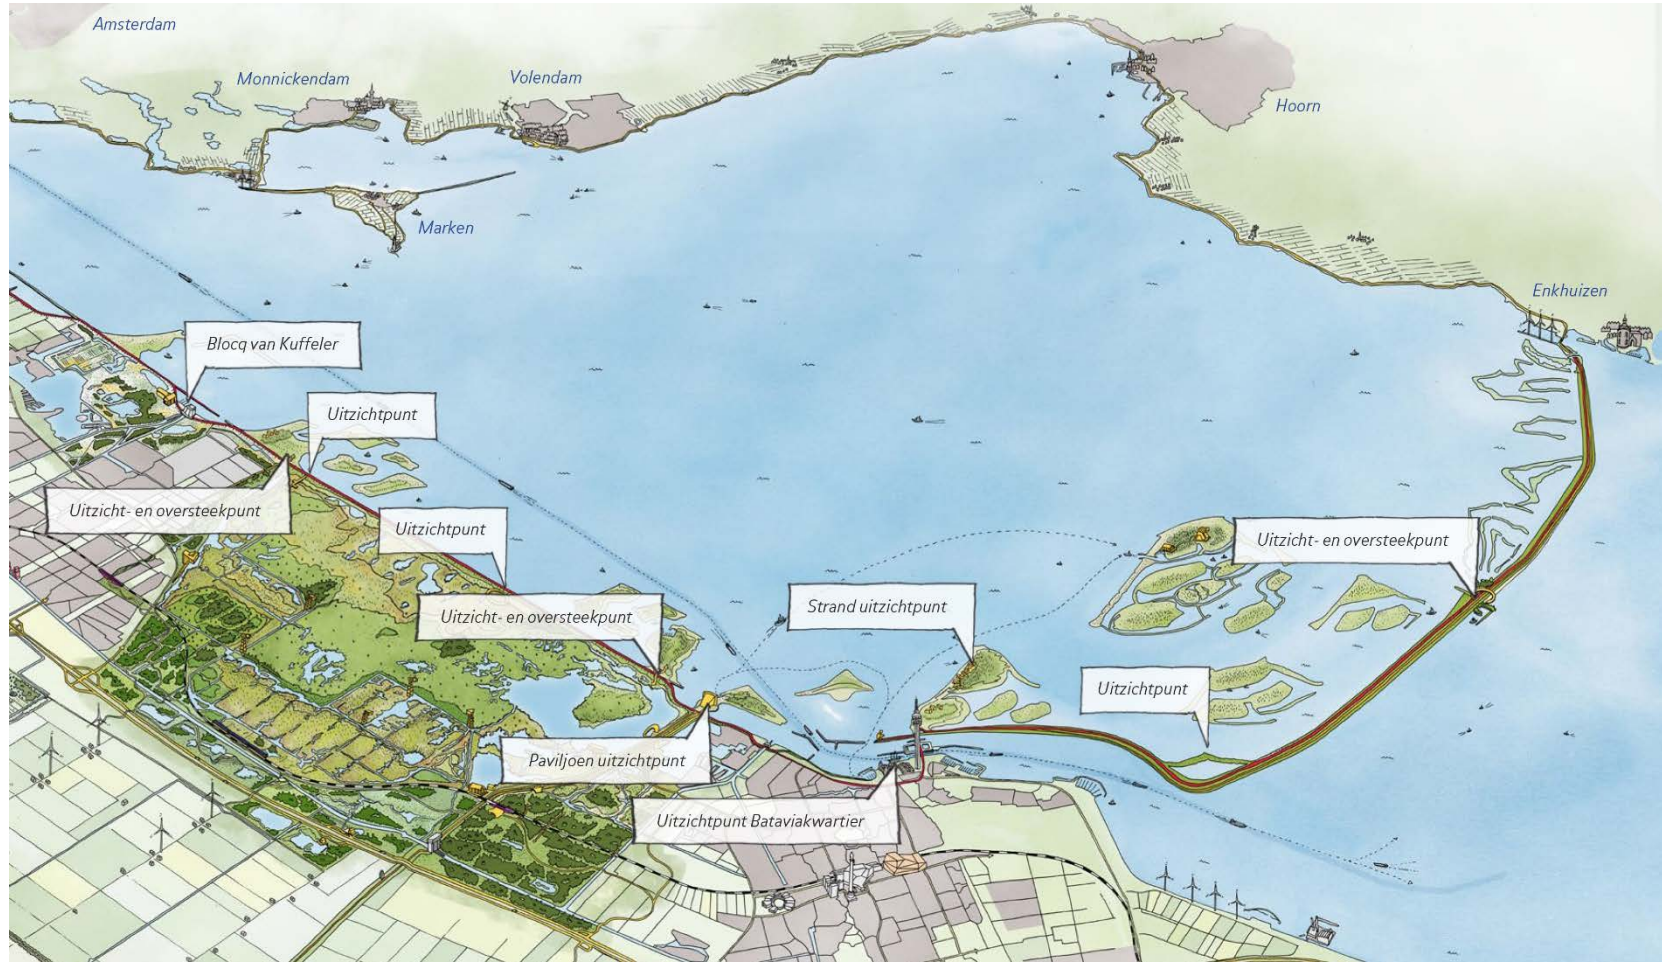 Amsterdam
Monnickendam
Volendam
Hoorn
Marken
Enkhuizen
Blocq van Kuffeler
Uitzichtpunt
Uitzicht- en oversteekpunt
Uitzichtpunt
Uitzicht- en oversteekpunt
Uitzicht- en oversteekpunt
Strand uitzichtpunt
Uitzichtpunt
Paviljoen uitzichtpunt
Uitzichtpunt Bataviakwartier